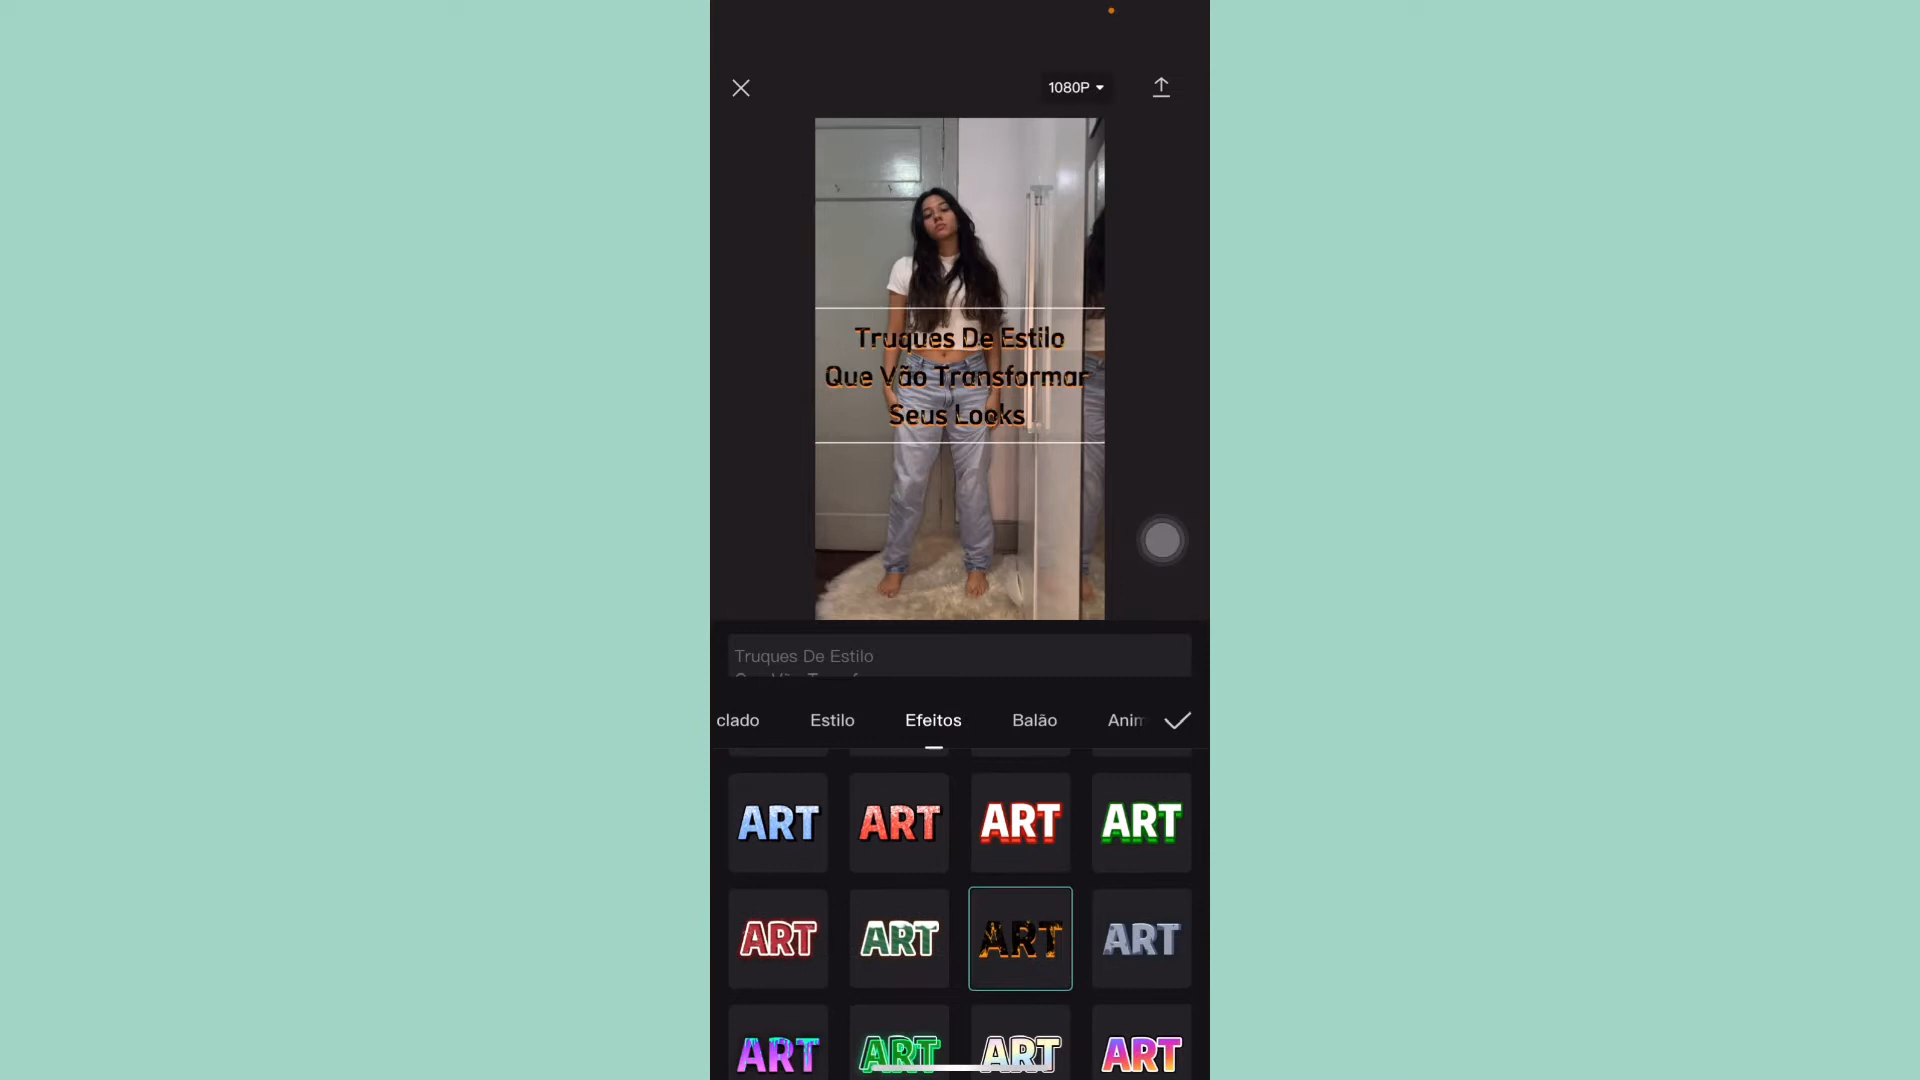 1080P
Truques De Estilo
Que Vão Transformar
Seus Looks
Truques De Estilo
clado Estilo Efeitos Balão Anim
ART ART ART ART
ART ART ART ART
ART ART ART ART